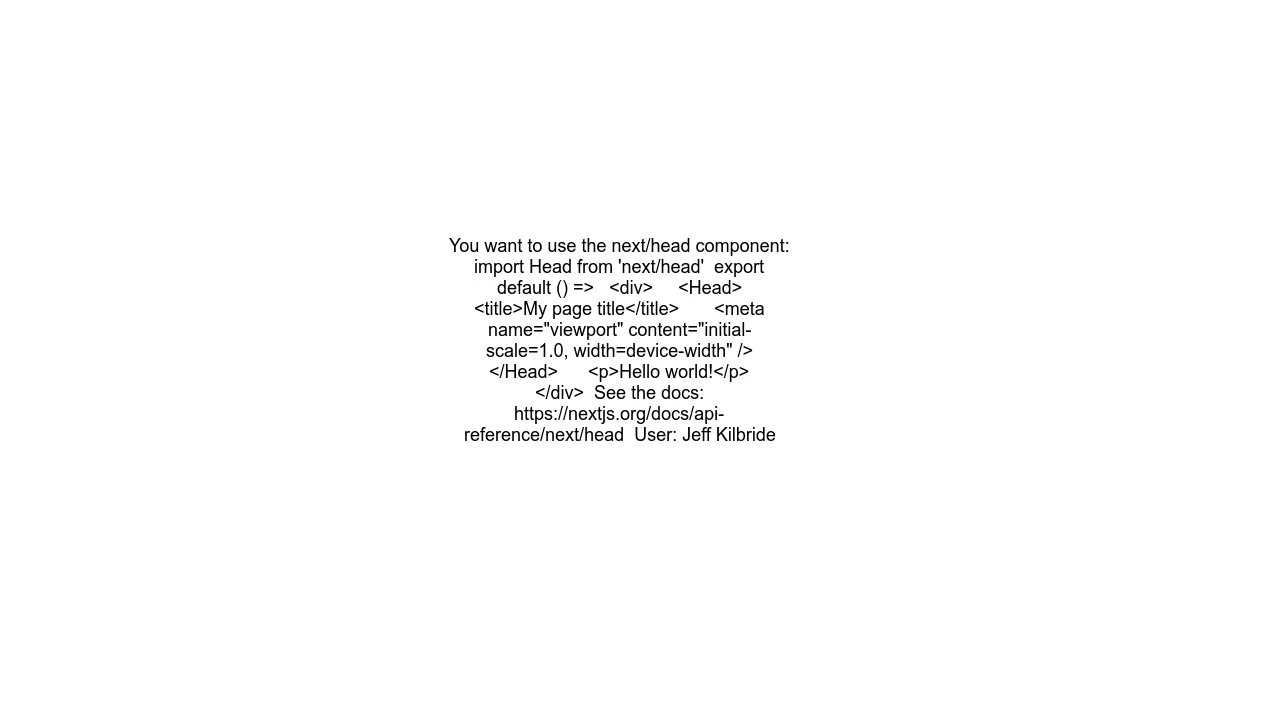 You want to use the next/head component:
import Head from 'next/head'  export
default () =>   <div>     <Head>
<title>My page title</title>       <meta
name="viewport" content="initial-
scale=1.0, width=device-width" />
</Head>      <p>Hello world!</p>
</div>  See the docs:
https://nextjs.org/docs/api-
reference/next/head  User: Jeff Kilbride